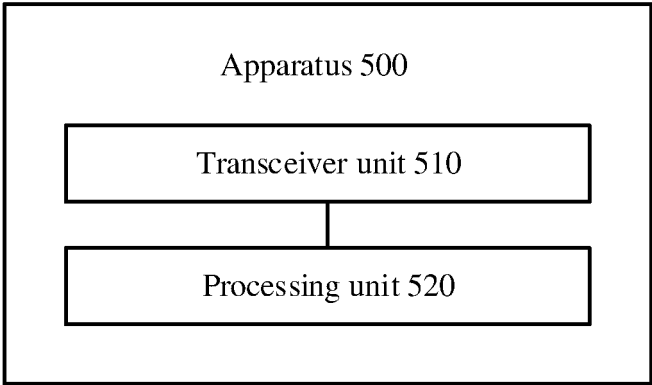 Apparatus 500
Transceiver unit 510
Processing unit 520